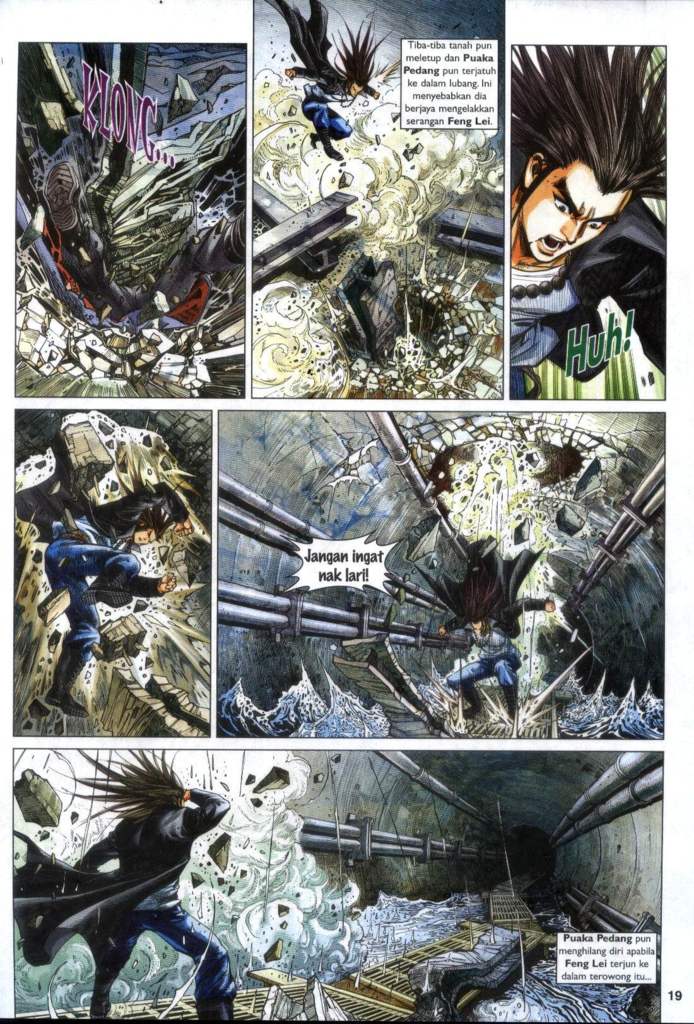 KLONG...
Tiba-tiba tanah pun
meletup dan Puaka
Pedang pun terjatuh
ke dalam lubang. Ini
menyebabkan dia
berjaya mengelakkan
serangan Feng Lei.
Huh!
Jangan ingat
nak lari!
Puaka Pedang pun
menghilang diri apabila
Feng Lei terjun ke
dalam terowong itu...
19